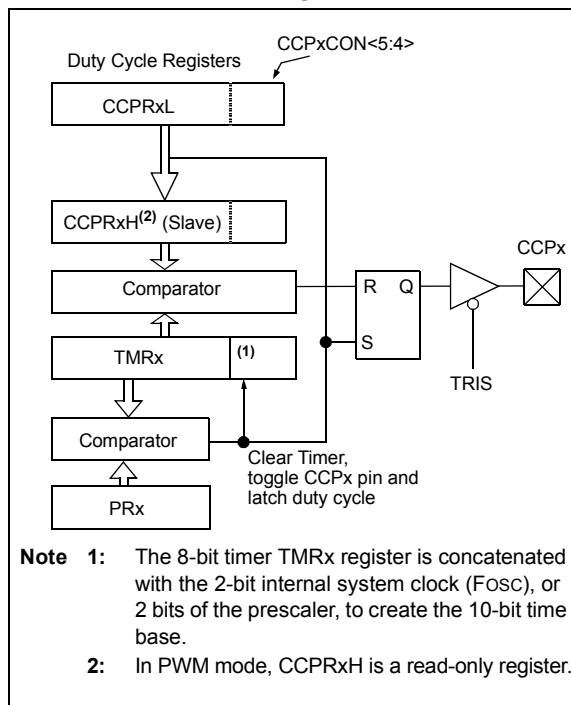 CCPxCON<5:4>
Duty Cycle Registers
CCPRxL
CCPRxH(2) (Slave)
CCPx
Comparator
R Q
S
TMRx
(1)
TRIS
Comparator
Clear Timer,
toggle CCPx pin and
latch duty cycle
PRx
Note 1: The 8-bit timer TMRx register is concatenated
with the 2-bit internal system clock (FOSC), or
2 bits of the prescaler, to create the 10-bit time
base.
2: In PWM mode, CCPRxH is a read-only register.